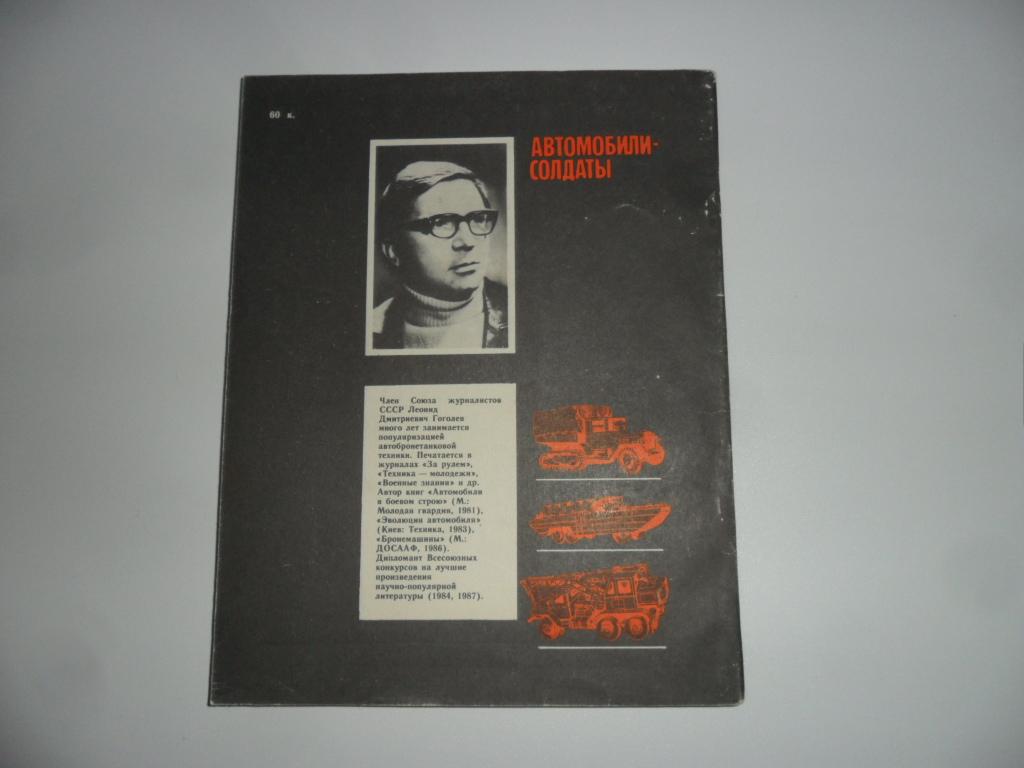 60 к.
АВТОМОБИЛИ-
СОЛДАТЫ
Член Союза журналистов
СССР Леонид
Дмитриевич Гоголев
много лет занимается
популяризацией
автобронетанковой
техники. Печатается в
журналах «За рулем»,
«Техника — молодежи»,
«Военные знания» и др.
Автор книг «Автомобили
в боевом строю» (М.:
Молодая гвардия, 1981),
«Эволюция автомобиля»
(Киев: Техника, 1983),
«Бронемашины» (М.:
ДОСААФ, 1986).
Дипломант Всесоюзных
конкурсов на лучшие
произведения
научно-популярной
литературы (1984, 1987).